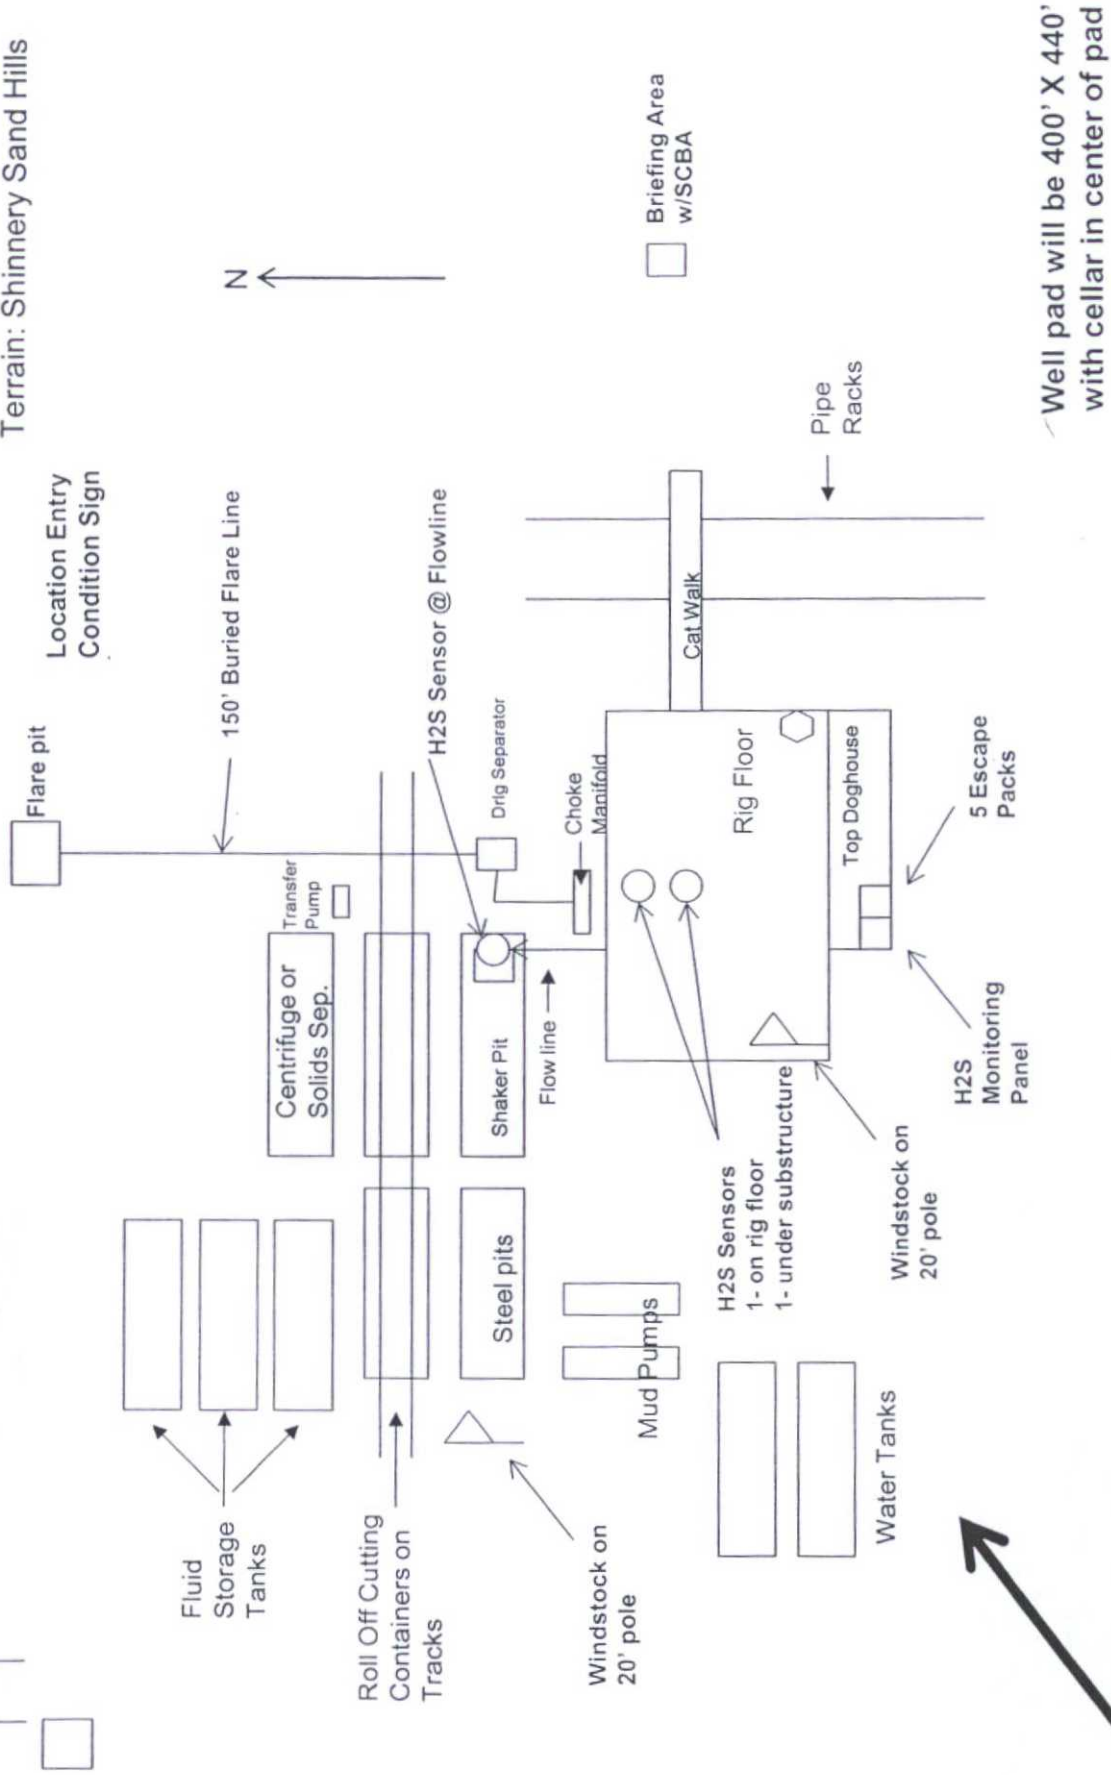 Terrain: Shinnery Sand Hills
Location Entry
Condition Sign
Flare pit
150' Buried Flare Line
N
H2S Sensor @ Flowline
Briefing Area
w/SCBA
Transfer
Pump
Centrifuge or
Solids Sep.
Drlg Separator
Fluid
Storage
Tanks
Roll Off Cutting
Containers on
Tracks
Steel pits
Shaker Pit
Flow line
Choke
Manifold
Windstock on
20' pole
Mud Pumps
H2S Sensors
1- on rig floor
1- under substructure
Rig Floor
Cat Walk
Pipe
Racks
Top Doghouse
Water Tanks
Windstock on
20' pole
H2S
Monitoring
Panel
5 Escape
Packs
Well pad will be 400' X 440'
with cellar in center of pad